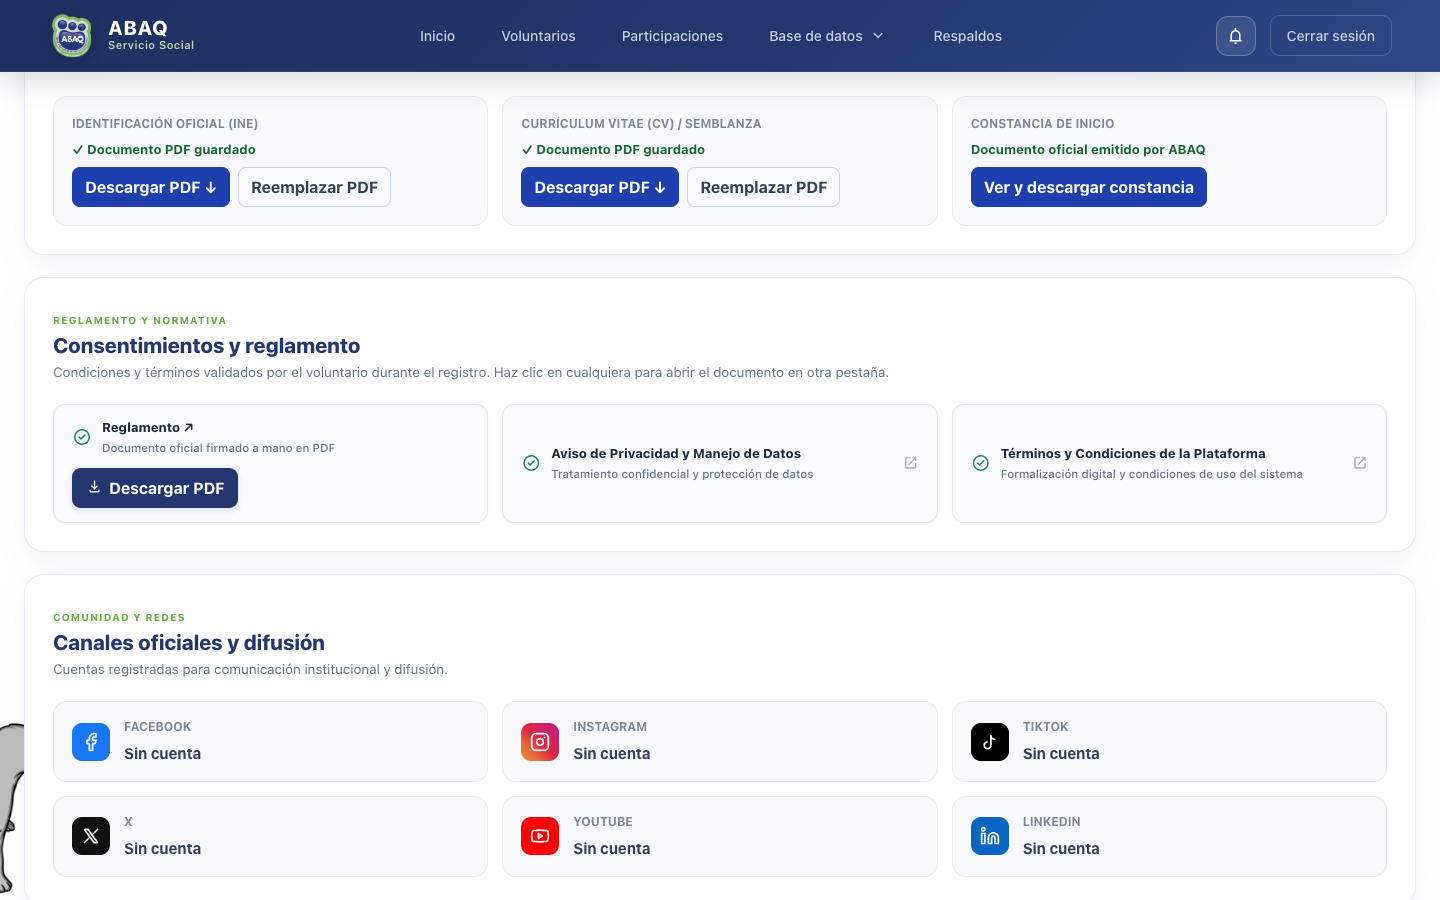 ABAQ
Servicio Social
Inicio
Voluntarios
Participaciones
Base de datos
Respaldos
Cerrar sesión
IDENTIFICACIÓN OFICIAL (INE)
✓ Documento PDF guardado
Descargar PDF ↓
Reemplazar PDF
CURRÍCULUM VITAE (CV) / SEMBLANZA
✓ Documento PDF guardado
Descargar PDF ↓
Reemplazar PDF
CONSTANCIA DE INICIO
Documento oficial emitido por ABAQ
Ver y descargar constancia
REGLAMENTO Y NORMATIVA
Consentimientos y reglamento
Condiciones y términos validados por el voluntario durante el registro. Haz clic en cualquiera para abrir el documento en otra pestaña.
Reglamento ↗
Documento oficial firmado a mano en PDF
Descargar PDF
Aviso de Privacidad y Manejo de Datos
Tratamiento confidencial y protección de datos
Términos y Condiciones de la Plataforma
Formalización digital y condiciones de uso del sistema
COMUNIDAD Y REDES
Canales oficiales y difusión
Cuentas registradas para comunicación institucional y difusión.
FACEBOOK
Sin cuenta
INSTAGRAM
Sin cuenta
TIKTOK
Sin cuenta
X
Sin cuenta
YOUTUBE
Sin cuenta
LINKEDIN
Sin cuenta